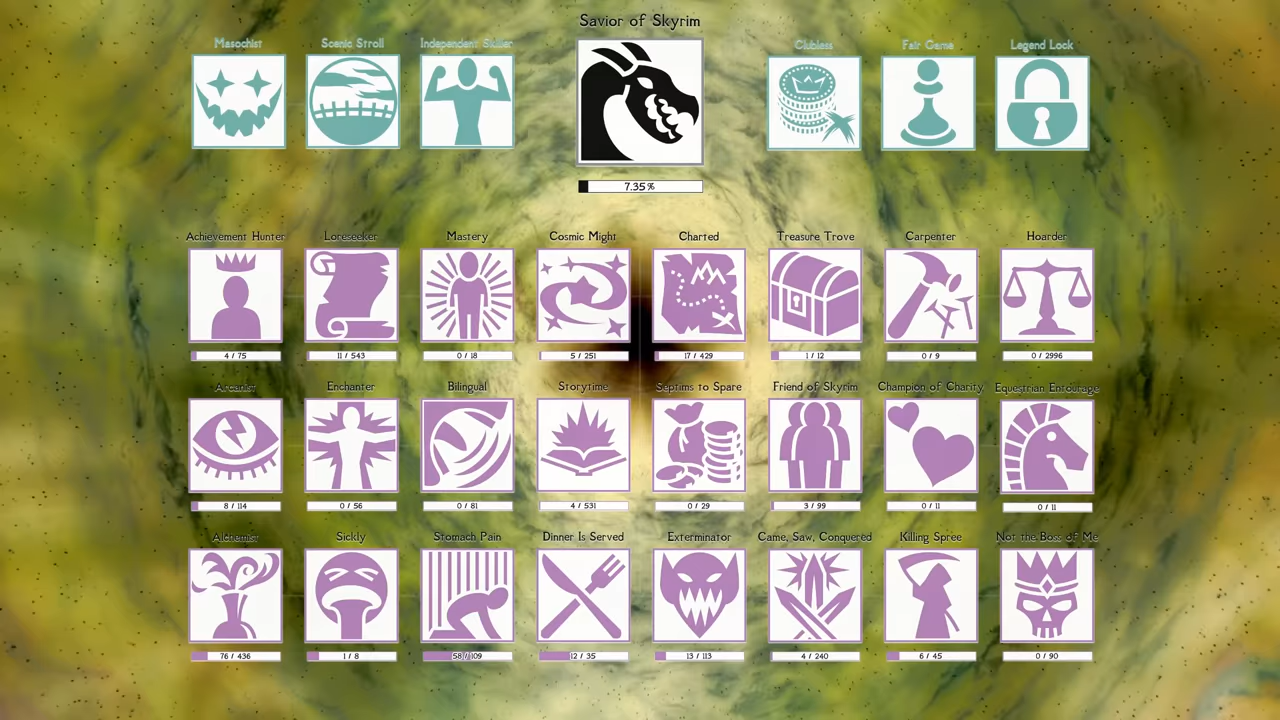 Savior of Skyrim
Masochist
Scenic Stroll
Independent Skiller
Clubless
Fair Game
Legend Lock
7.35%
Achievement Hunter
Loreseeker
Mastery
Cosmic Might
Charted
Treasure Trove
Carpenter
Hoarder
4 / 75
11 / 543
0 / 18
5 / 251
17 / 429
1 / 12
0 / 9
0 / 2996
Arcanist
Enchanter
Bilingual
Storytime
Septims to Spare
Friend of Skyrim
Champion of Charity
Equestrian Entourage
8 / 114
0 / 56
0 / 81
4 / 531
0 / 29
3 / 99
0 / 11
0 / 11
Alchemist
Sickly
Stomach Pain
Dinner Is Served
Exterminator
Came, Saw, Conquered
Killing Spree
Not the Boss of Me
76 / 436
1 / 8
58 / 109
12 / 35
13 / 113
4 / 240
6 / 45
0 / 90